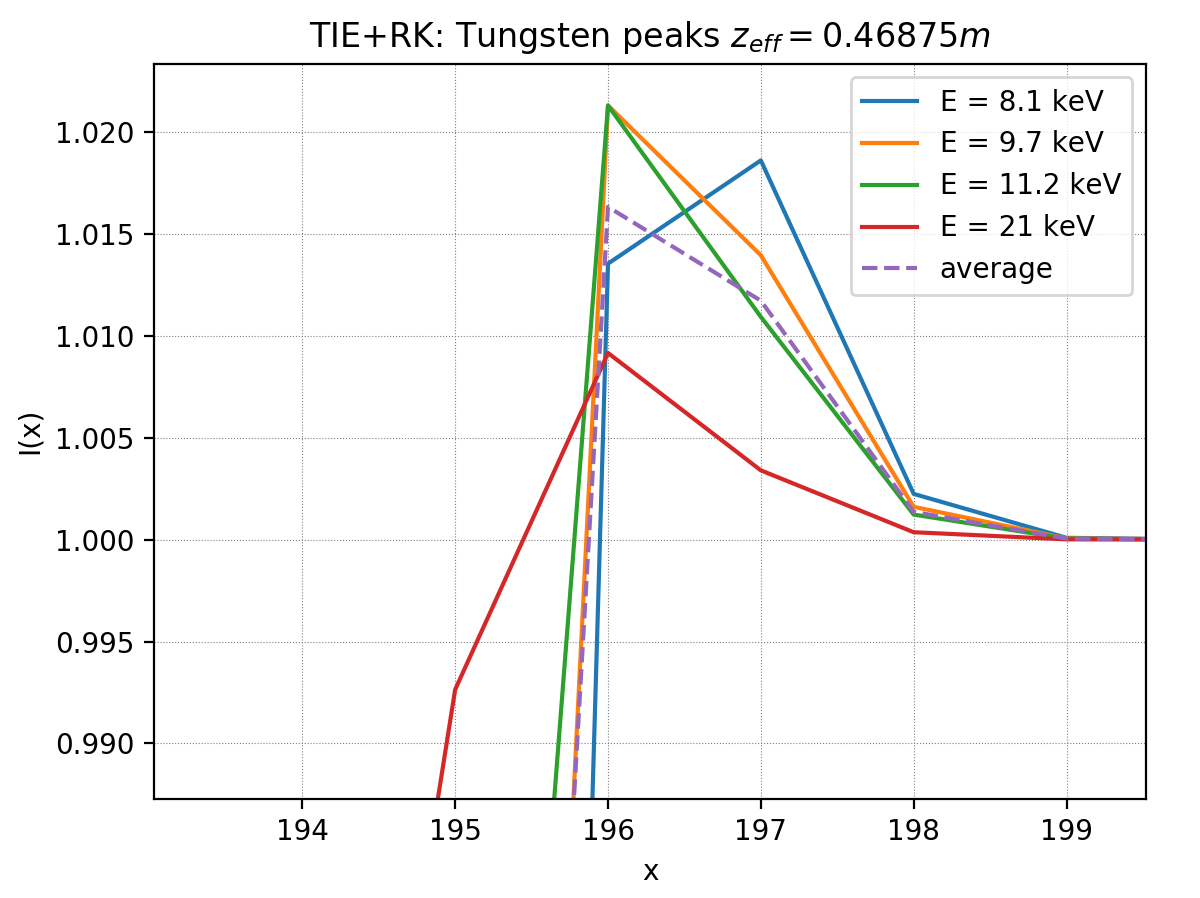 TIE+RK: Tungsten peaks z_eff = 0.46875m
E = 8.1 keV
E = 9.7 keV
E = 11.2 keV
E = 21 keV
average
I(x)
1.020
1.015
1.010
1.005
1.000
0.995
0.990
194 195 196 197 198 199
x